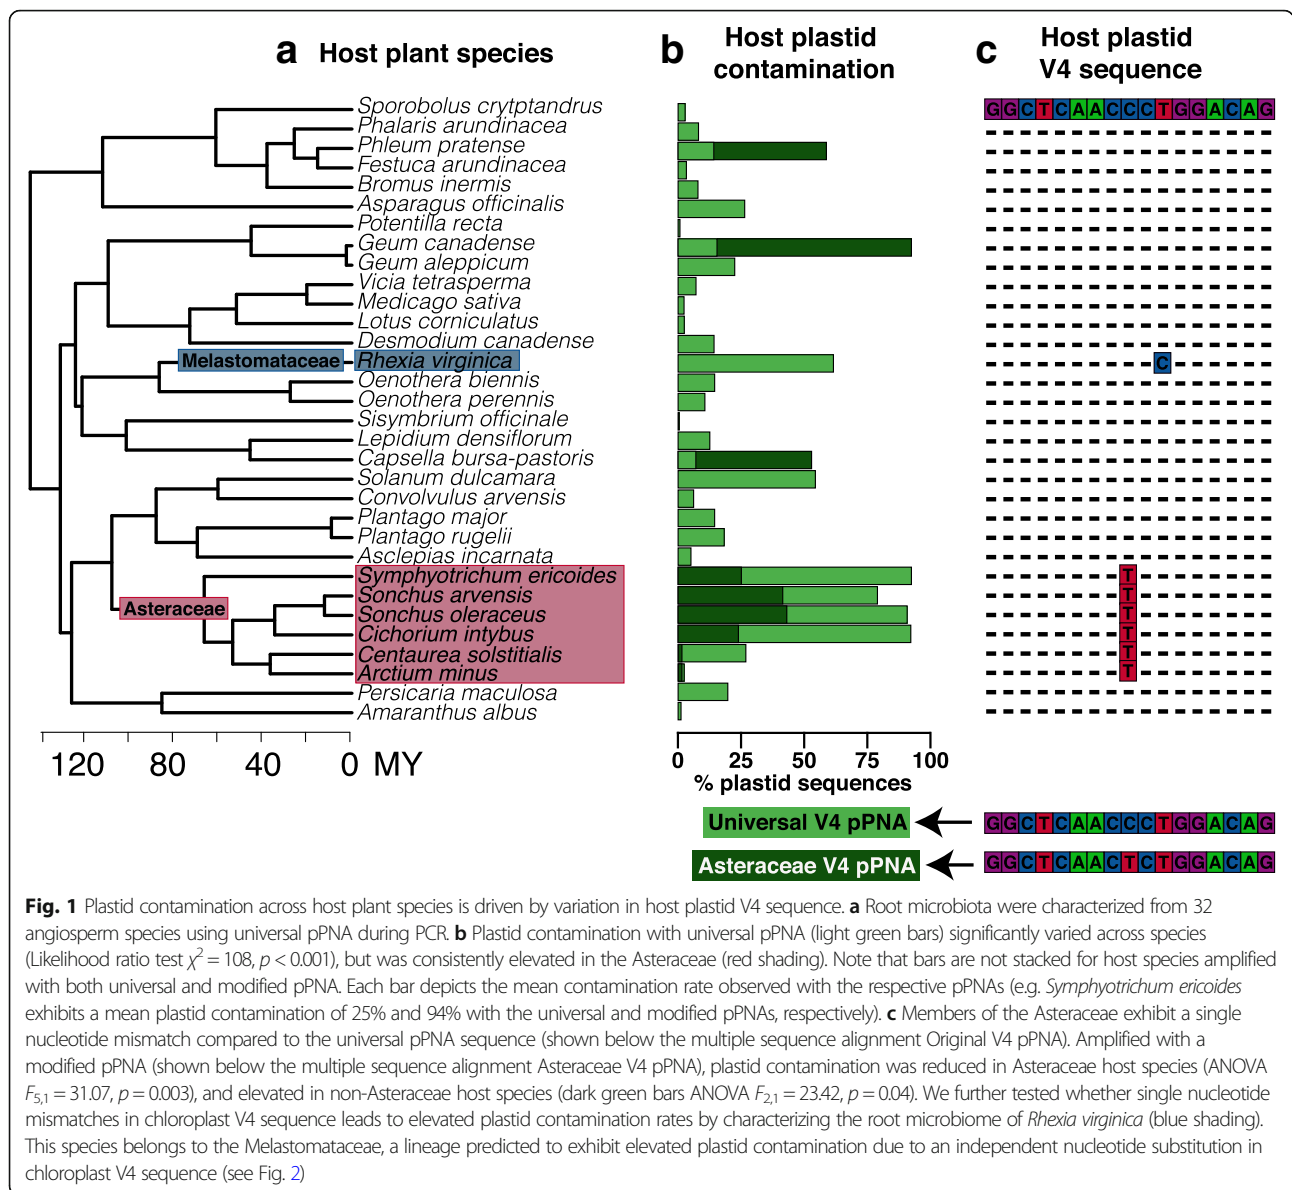 a Host plant species
b Host plastid
contamination
c Host plastid
V4 sequence
Sporobolus crytptandrus
Phalaris arundinacea
Phleum pratense
Festuca arundinacea
Bromus inermis
Asparagus officinalis
Potentilla recta
Geum canadense
Geum aleppicum
Vicia tetrasperma
Medicago sativa
Lotus corniculatus
Desmodium canadense
Melastomataceae
Rhexia virginica
Oenothera biennis
Oenothera perennis
Sisymbrium officinale
Lepidium densiflorum
Capsella bursa-pastoris
Solanum dulcamara
Convolvulus arvensis
Plantago major
Plantago rugelii
Asclepias incarnata
Symphyotrichum ericoides
Sonchus arvensis
Asteraceae
Sonchus oleraceus
Cichorium intybus
Centaurea solstitialis
Arctium minus
Persicaria maculosa
Amaranthus albus
120 80 40 0 MY
0 25 50 75 100
% plastid sequences
GGCTCAACCCTGGACAG
C
T
T
T
T
T
T
Universal V4 pPNA
GGCTCAACCCTGGACAG
Asteraceae V4 pPNA
GGCTCAACTCTGGACAG
Fig. 1 Plastid contamination across host plant species is driven by variation in host plastid V4 sequence. a Root microbiota were characterized from 32
angiosperm species using universal pPNA during PCR. b Plastid contamination with universal pPNA (light green bars) significantly varied across species
(Likelihood ratio test χ² = 108, p < 0.001), but was consistently elevated in the Asteraceae (red shading). Note that bars are not stacked for host species amplified
with both universal and modified pPNA. Each bar depicts the mean contamination rate observed with the respective pPNAs (e.g. Symphyotrichum ericoides
exhibits a mean plastid contamination of 25% and 94% with the universal and modified pPNAs, respectively). c Members of the Asteraceae exhibit a single
nucleotide mismatch compared to the universal pPNA sequence (shown below the multiple sequence alignment Original V4 pPNA). Amplified with a
modified pPNA (shown below the multiple sequence alignment Asteraceae V4 pPNA), plastid contamination was reduced in Asteraceae host species (ANOVA
F5,1 = 31.07, p = 0.003), and elevated in non-Asteraceae host species (dark green bars ANOVA F2,1 = 23.42, p = 0.04). We further tested whether single nucleotide
mismatches in chloroplast V4 sequence leads to elevated plastid contamination rates by characterizing the root microbiome of Rhexia virginica (blue shading).
This species belongs to the Melastomataceae, a lineage predicted to exhibit elevated plastid contamination due to an independent nucleotide substitution in
chloroplast V4 sequence (see Fig. 2)